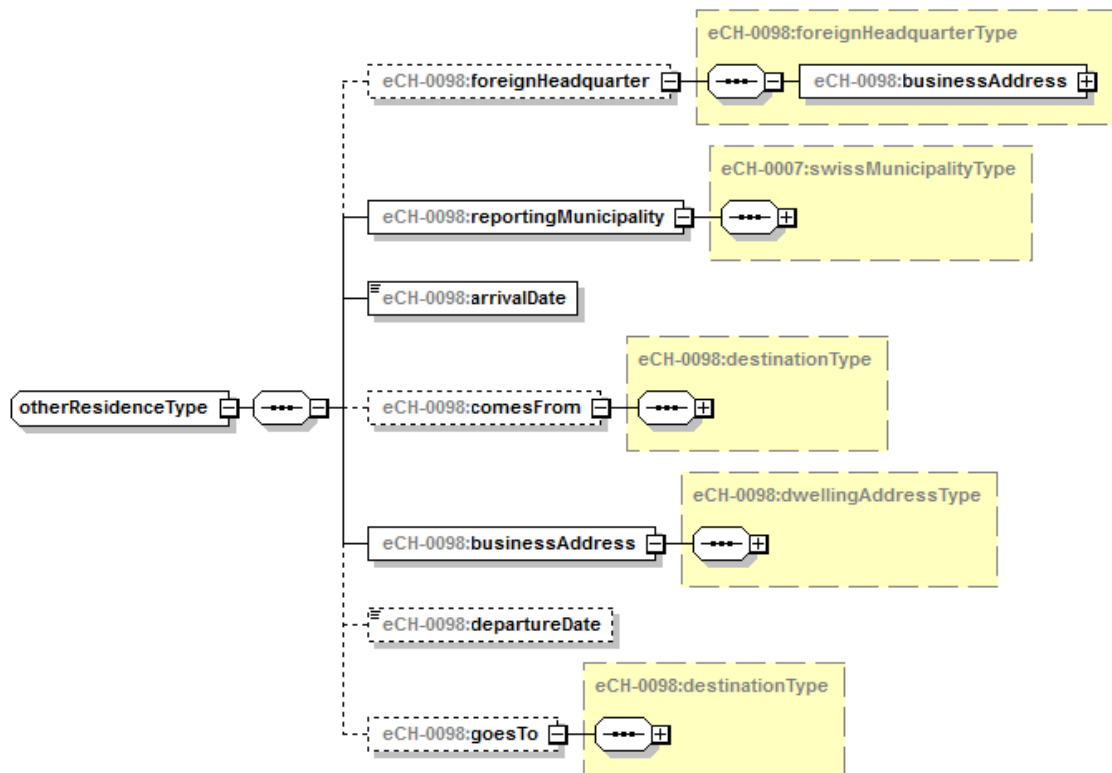 eCH-0098:foreignHeadquarterType
eCH-0098:foreignHeadquarter
eCH-0098:businessAddress
eCH-0007:swissMunicipalityType
eCH-0098:reportingMunicipality
eCH-0098:arrivalDate
eCH-0098:destinationType
otherResidenceType
eCH-0098:comesFrom
eCH-0098:dwellingAddressType
eCH-0098:businessAddress
eCH-0098:departureDate
eCH-0098:destinationType
eCH-0098:goesTo